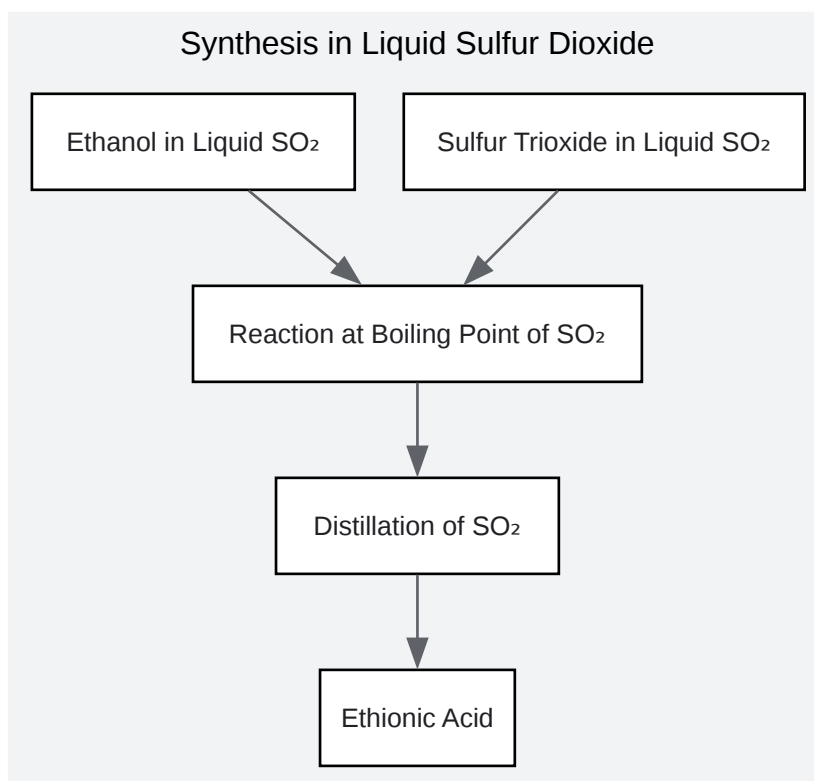 Synthesis in Liquid Sulfur Dioxide
Ethanol in Liquid SO₂
Sulfur Trioxide in Liquid SO₂
Reaction at Boiling Point of SO₂
Distillation of SO₂
Ethionic Acid